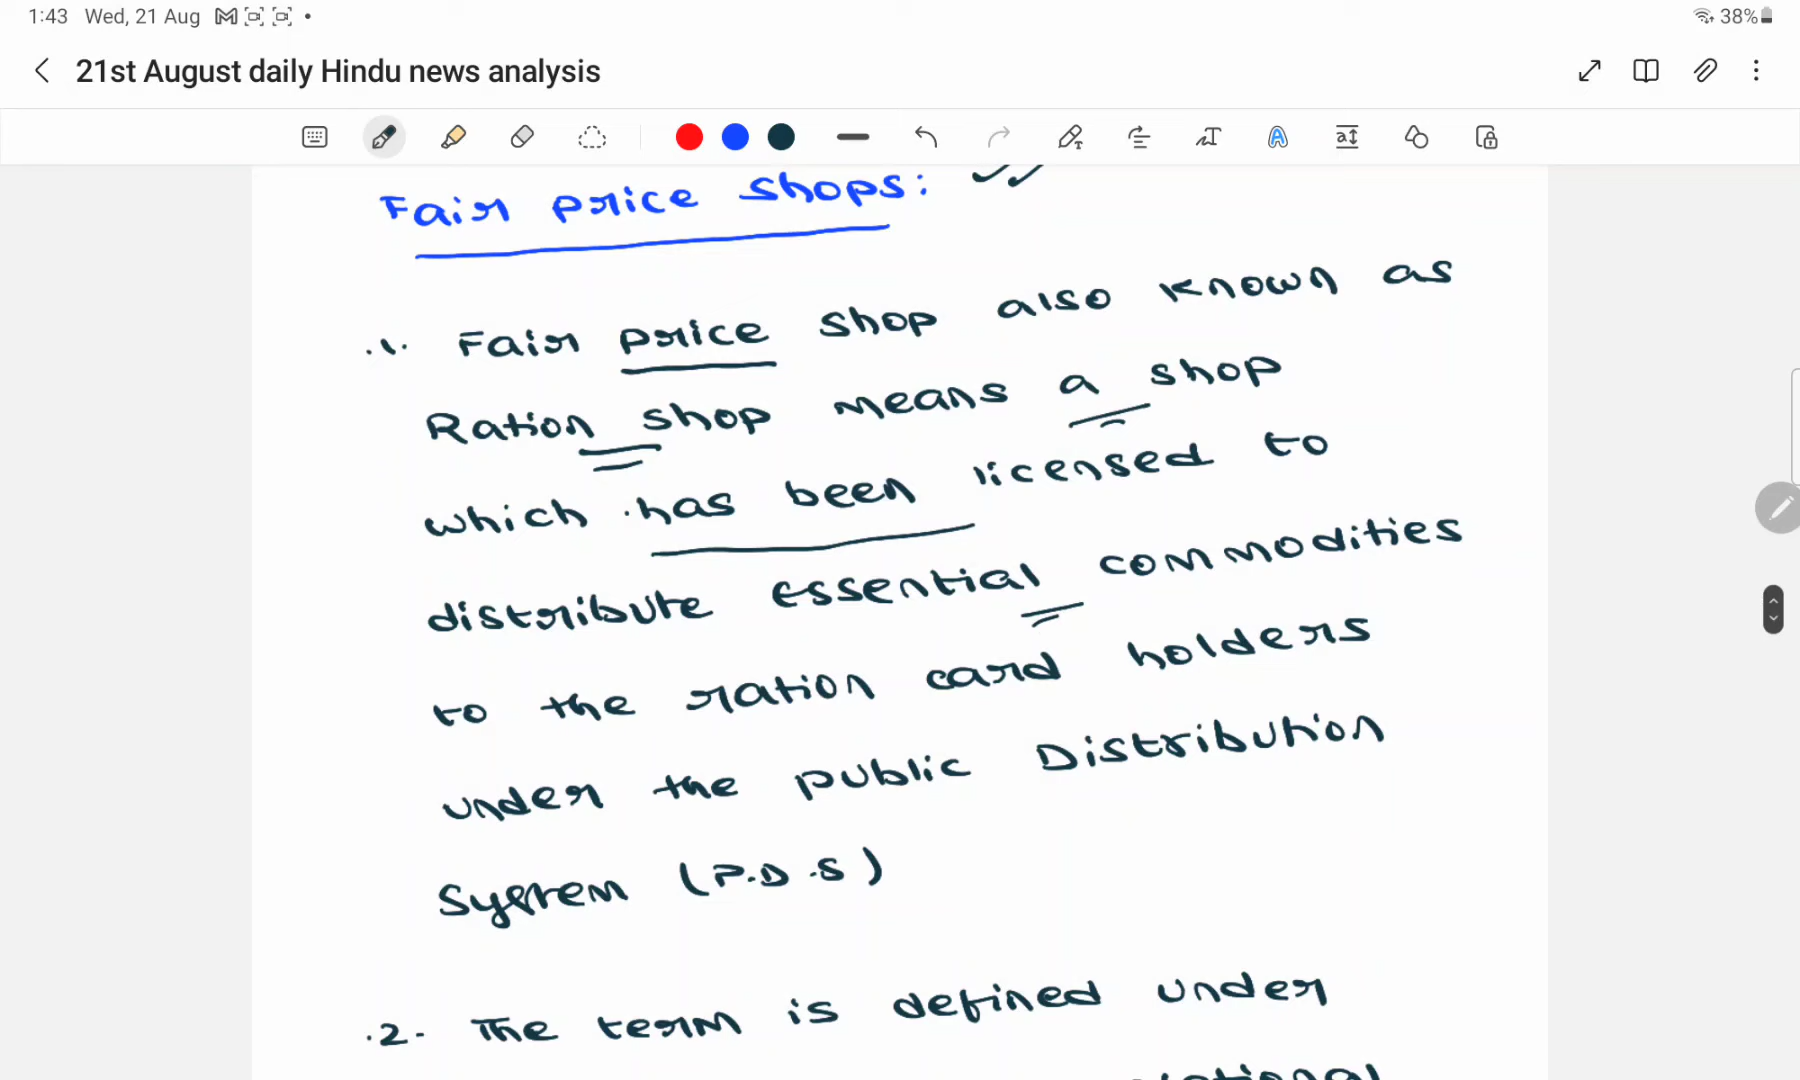 1:43 Wed, 21 Aug
38%
21st August daily Hindu news analysis
Fair price shops:
.1. Fair price shop also known as
Ration shop means a shop
which has been licensed to
distribute essential commodities
to the ration card holders
under the public Distribution
System (P.D.S)
.2. The term is defined under